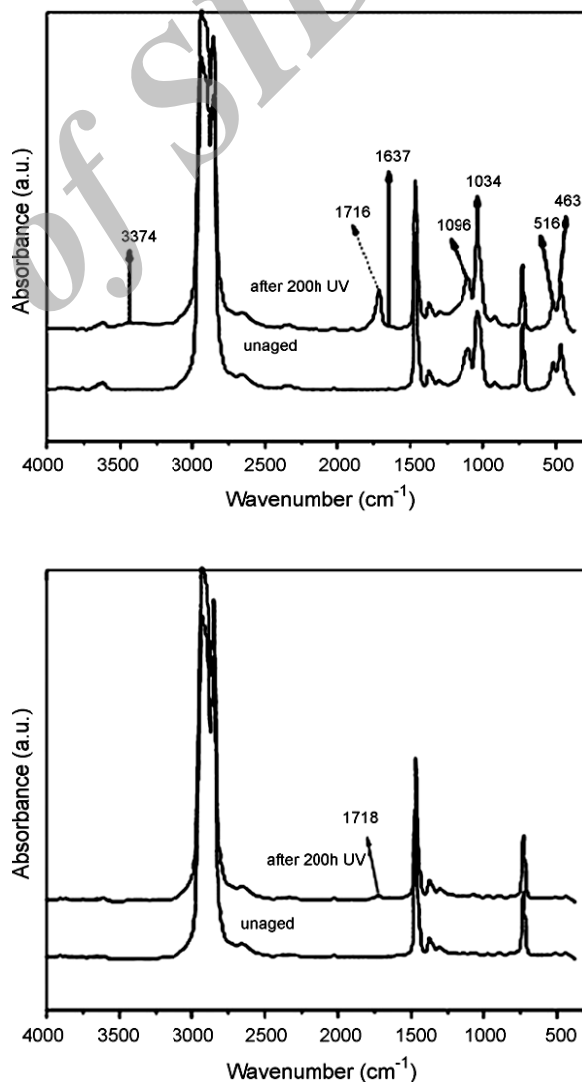 of SID
Absorbance (a.u.)
3374
1716
1637
1096
1034
516
463
after 200h UV
unaged
4000 3500 3000 2500 2000 1500 1000 500
Wavenumber (cm⁻¹)
Absorbance (a.u.)
1718
after 200h UV
unaged
4000 3500 3000 2500 2000 1500 1000 500
Wavenumber (cm⁻¹)